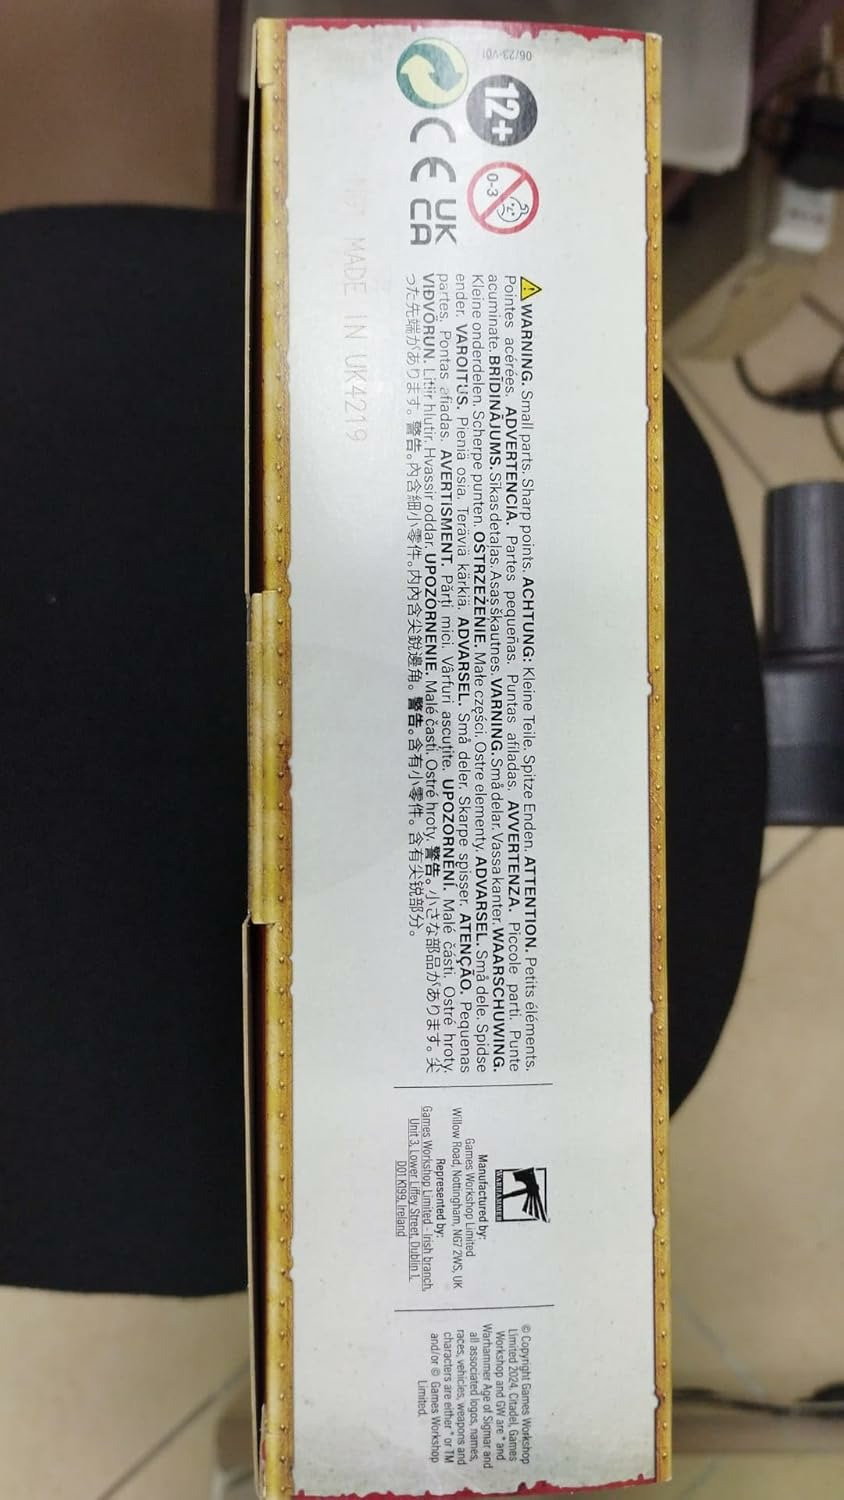 06/23-V01
12+
0-3
CE
UK
CA
WARNING. Small parts. Sharp points. ACHTUNG: Kleine Teile. Spitze Enden. ATTENTION. Petits éléments.
Pointes acérées. ADVERTENCIA. Partes pequeñas. Puntas afiladas. AVVERTENZA. Piccole parti. Punte
acuminate. BRĪDINĀJUMS. Sīkas detaļas. Asas šķautnes. VARNING. Små delar. Vassa kanter. WAARSCHUWING.
Kleine onderdelen. Scherpe punten. OSTRZEŻENIE. Małe części. Ostre elementy. ADVARSEL. Små dele. Spidse
ender. VAROITUS. Pieniä osia. Teräviä kärkiä. ADVARSEL. Små deler. Skarpe spisser. ATENÇÃO. Pequenas
partes. Pontas afiadas. AVERTISMENT. Părți mici. Vârfuri ascuțite. UPOZORNĚNÍ. Malé části. Ostré hroty.
VIÐVÖRUN. Litlir hlutir. Hvassir oddar. UPOZORNENIE. Malé časti. Ostré hroty. 警告。小さな部品があります。尖
った先端があります。警告。內含細小零件。内內含尖銳邊角。警告。含有小零件。含有尖锐部分。
MADE IN UK4219
WARHAMMER
Manufactured by:
Games Workshop Limited
Willow Road, Nottingham, NG7 2WS, UK
Represented by:
Games Workshop Limited - Irish branch,
Unit 3, Lower Liffey Street, Dublin 1,
D01 K199, Ireland
© Copyright Games Workshop
Limited 2024. Citadel, Games
Workshop and GW are ® and
Warhammer Age of Sigmar and
all associated logos, names,
races, vehicles, weapons and
characters are either ® or TM
and/or © Games Workshop
Limited.